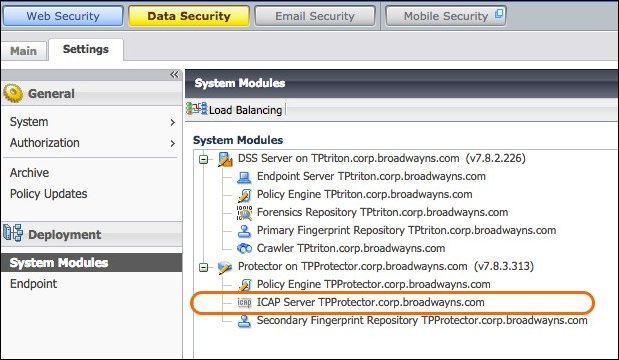 Web Security Data Security Email Security Mobile Security
Main Settings
System Modules
General
Load Balancing
System
System Modules
Authorization
DSS Server on TPtriton.corp.broadwayns.com (v7.8.2.226)
Endpoint Server TPtriton.corp.broadwayns.com
Archive
Policy Engine TPtriton.corp.broadwayns.com
Policy Updates
Forensics Repository TPtriton.corp.broadwayns.com
Primary Fingerprint Repository TPtriton.corp.broadwayns.com
Deployment
Crawler TPtriton.corp.broadwayns.com
System Modules
Protector on TPProtector.corp.broadwayns.com (v7.8.3.313)
Endpoint
Policy Engine TPProtector.corp.broadwayns.com
ICAP Server TPProtector.corp.broadwayns.com
Secondary Fingerprint Repository TPProtector.corp.broadwayns.com